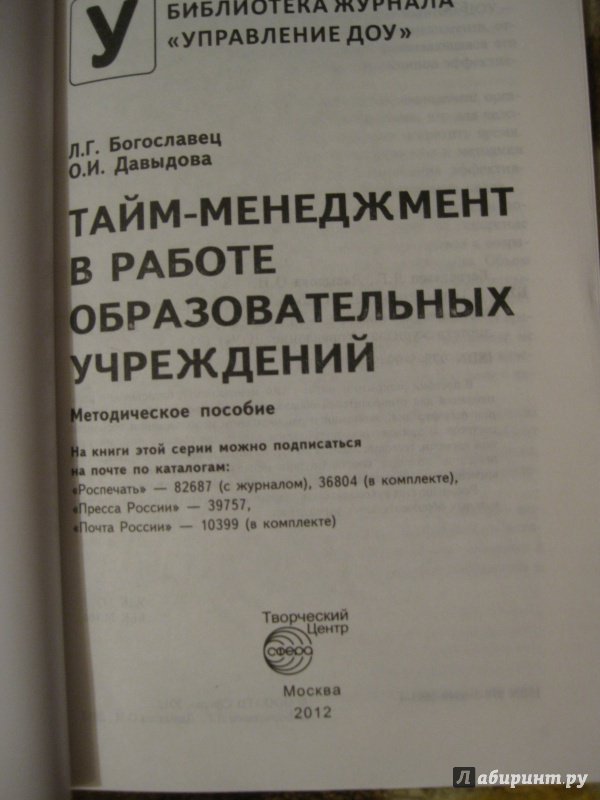 У
БИБЛИОТЕКА ЖУРНАЛА
«УПРАВЛЕНИЕ ДОУ»
Л.Г. Богославец
О.И. Давыдова
ТАЙМ-МЕНЕДЖМЕНТ
В РАБОТЕ
ОБРАЗОВАТЕЛЬНЫХ
УЧРЕЖДЕНИЙ
Методическое пособие
На книги этой серии можно подписаться
на почте по каталогам:
«Роспечать» — 82687 (с журналом), 36804 (в комплекте),
«Пресса России» — 39757,
«Почта России» — 10399 (в комплекте)
Творческий
Центр
сфера
Москва
2012
Лабиринт.ру